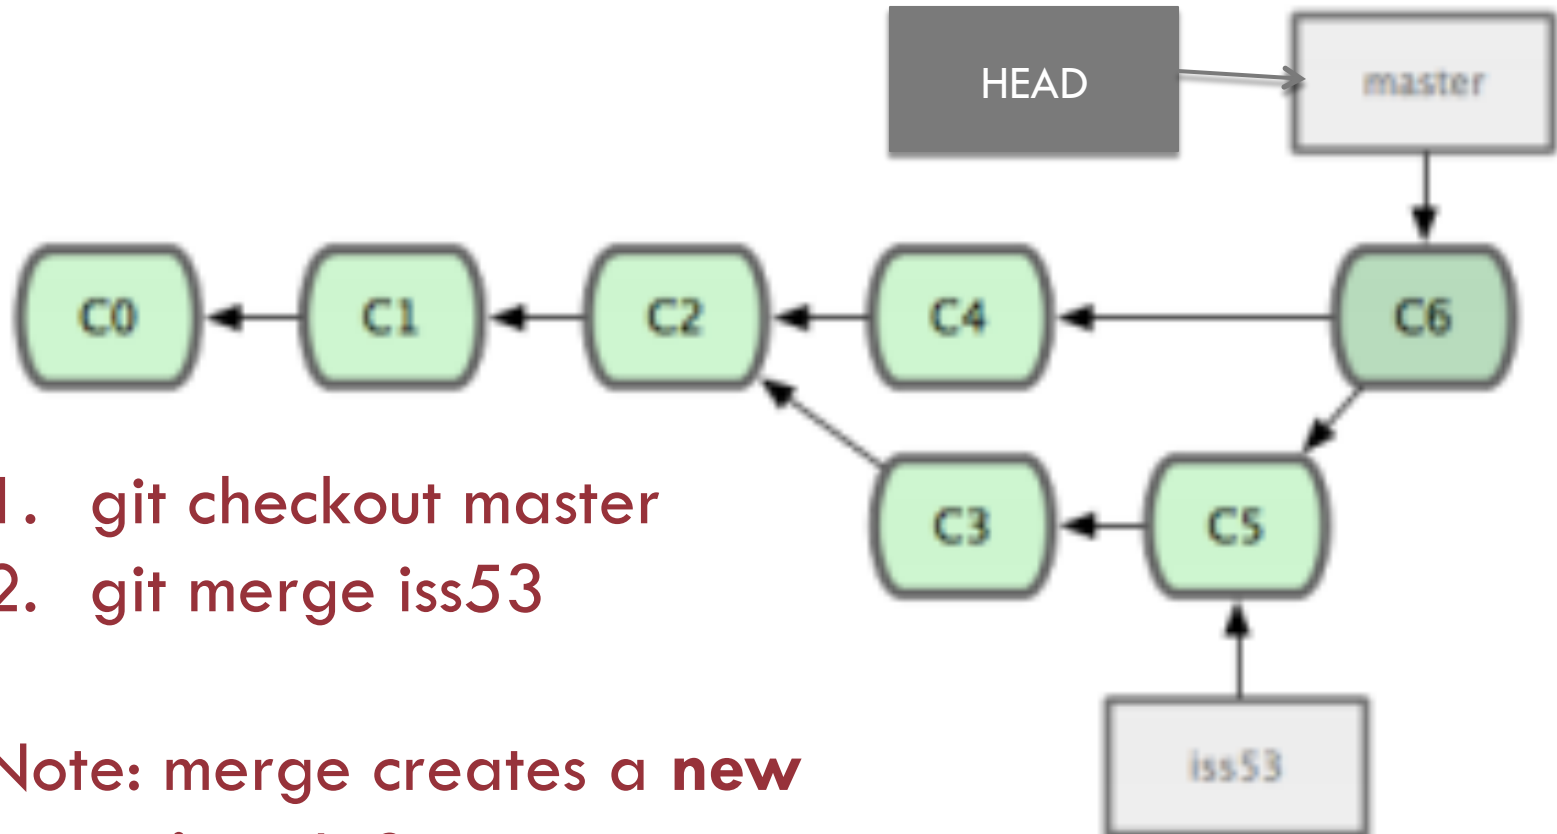 HEAD
master
C0
C1
C2
C4
C6
1. git checkout master
C3
C5
2. git merge iss53
Note: merge creates a new
iss53